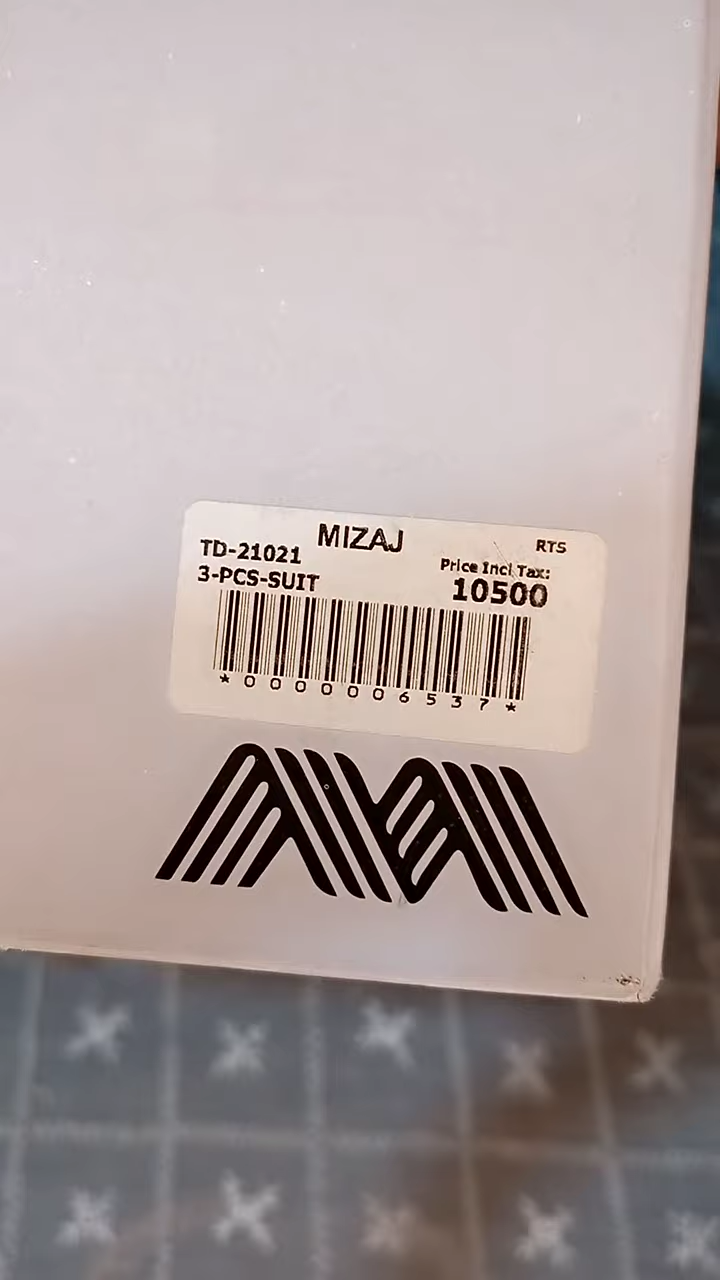 MIZAJ
RTS
TD-21021
Price Incl Tax:
3-PCS-SUIT
10500
*0000006537*